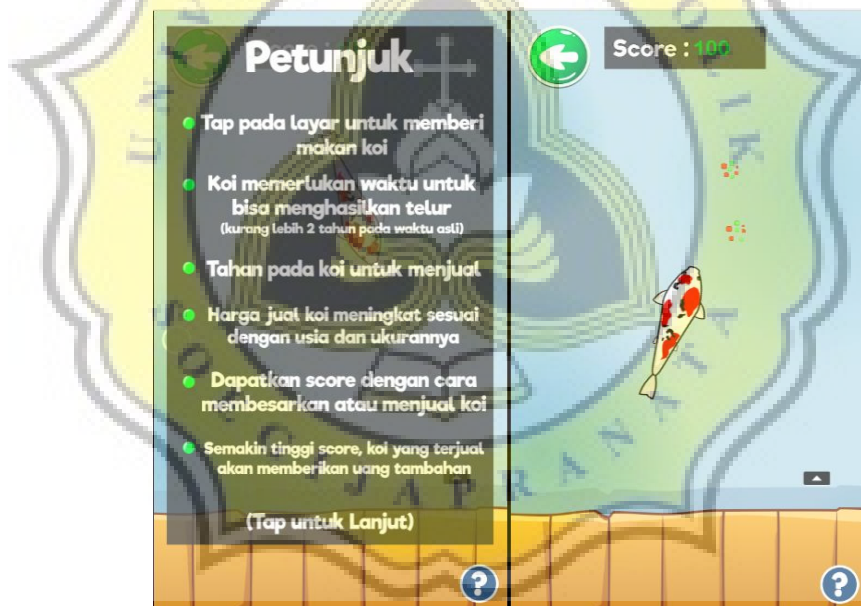 Petunjuk
Tap pada layar untuk memberi
makan koi
Koi memerlukan waktu untuk
bisa menghasilkan telur
(kurang lebih 2 tahun pada waktu asli)
Tahan pada koi untuk menjual
Harga jual koi meningkat sesuai
dengan usia dan ukurannya
Dapatkan score dengan cara
membesarkan atau menjual koi
Semakin tinggi score, koi yang terjual
akan memberikan uang tambahan
(Tap untuk Lanjut)
?
Score : 100
?
SOEGIJAPRANATA